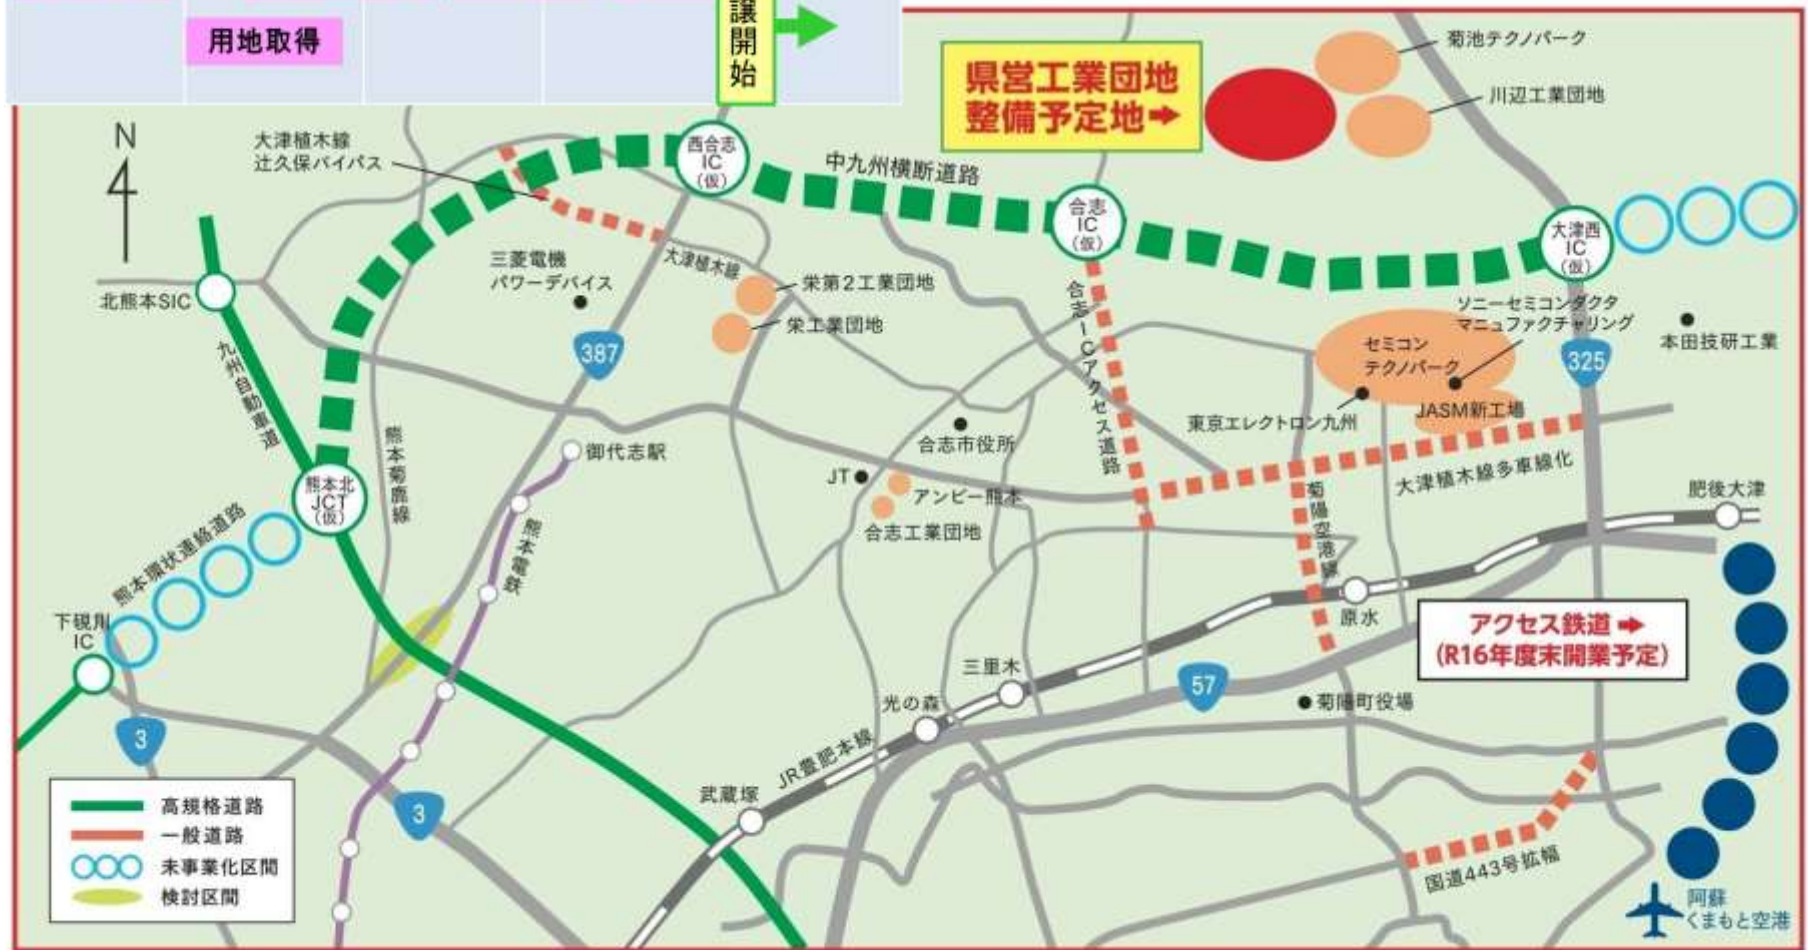 用地取得
譲開始
県営工業団地
整備予定地➡
菊池テクノパーク
川辺工業団地
N
大津植木線
辻久保バイパス
西合志
IC
(仮)
中九州横断道路
合志
IC
(仮)
大津西
IC
(仮)
三菱電機
パワーデバイス
大津植木線
栄第2工業団地
栄工業団地
北熊本SIC
九州自動車道
387
合志ICアクセス道路
ソニーセミコンダクタ
マニュファクチャリング
セミコン
テクノパーク
325
本田技研工業
東京エレクトロン九州
JASM新工場
熊本菊鹿線
御代志駅
合志市役所
JT
アンビー熊本
合志工業団地
大津植木線多車線化
菊陽空港線
肥後大津
熊本北
JCT
(仮)
熊本環状連絡道路
熊本電鉄
下硯川
IC
原水
アクセス鉄道➡
(R16年度末開業予定)
三里木
57
光の森
菊陽町役場
3
JR豊肥本線
武蔵塚
3
高規格道路
一般道路
未事業化区間
検討区間
国道443号拡幅
阿蘇
くまもと空港